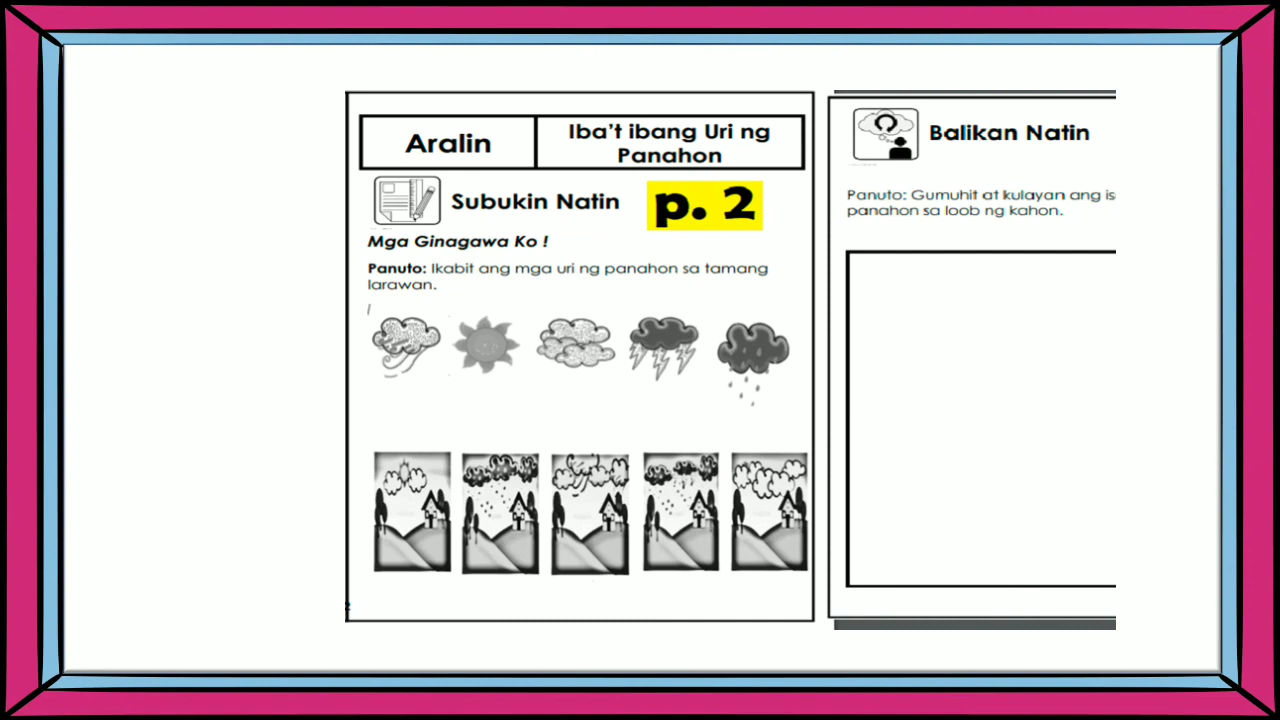 Aralin
Iba't ibang Uri ng
Panahon
Subukin Natin
p. 2
Mga Ginagawa Ko !
Panuto: Ikabit ang mga uri ng panahon sa tamang
larawan.
2
Balikan Natin
Panuto: Gumuhit at kulayan ang
panahon sa loob ng kahon.